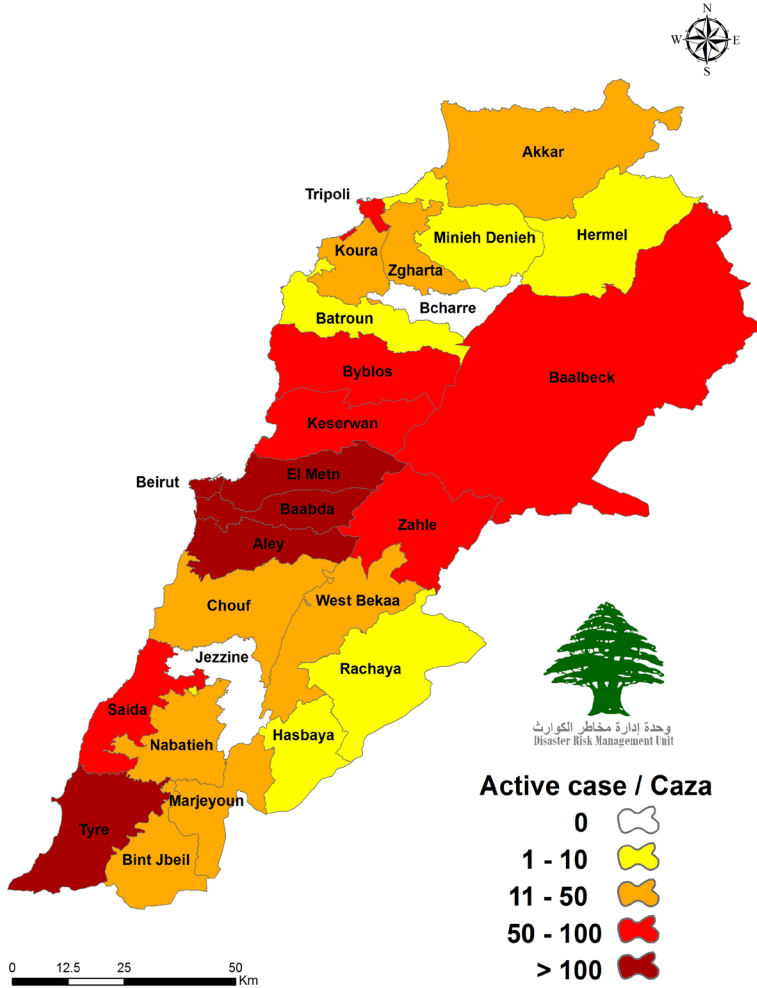 N
W E
S
Akkar
Tripoli
Minieh Denieh
Hermel
Koura
Zgharta
Bcharre
Batroun
Byblos
Baalbeck
Keserwan
El Metn
Beirut
Baabda
Zahle
Aley
West Bekaa
Chouf
Jezzine
Rachaya
Saida
Hasbaya
Nabatieh
وحدة إدارة مخاطر الكوارث
Disaster Risk Management Unit
Marjeyoun
Tyre
Bint Jbeil
Active case / Caza
0
1 - 10
11 - 50
50 - 100
> 100
0 12.5 25 50
Km